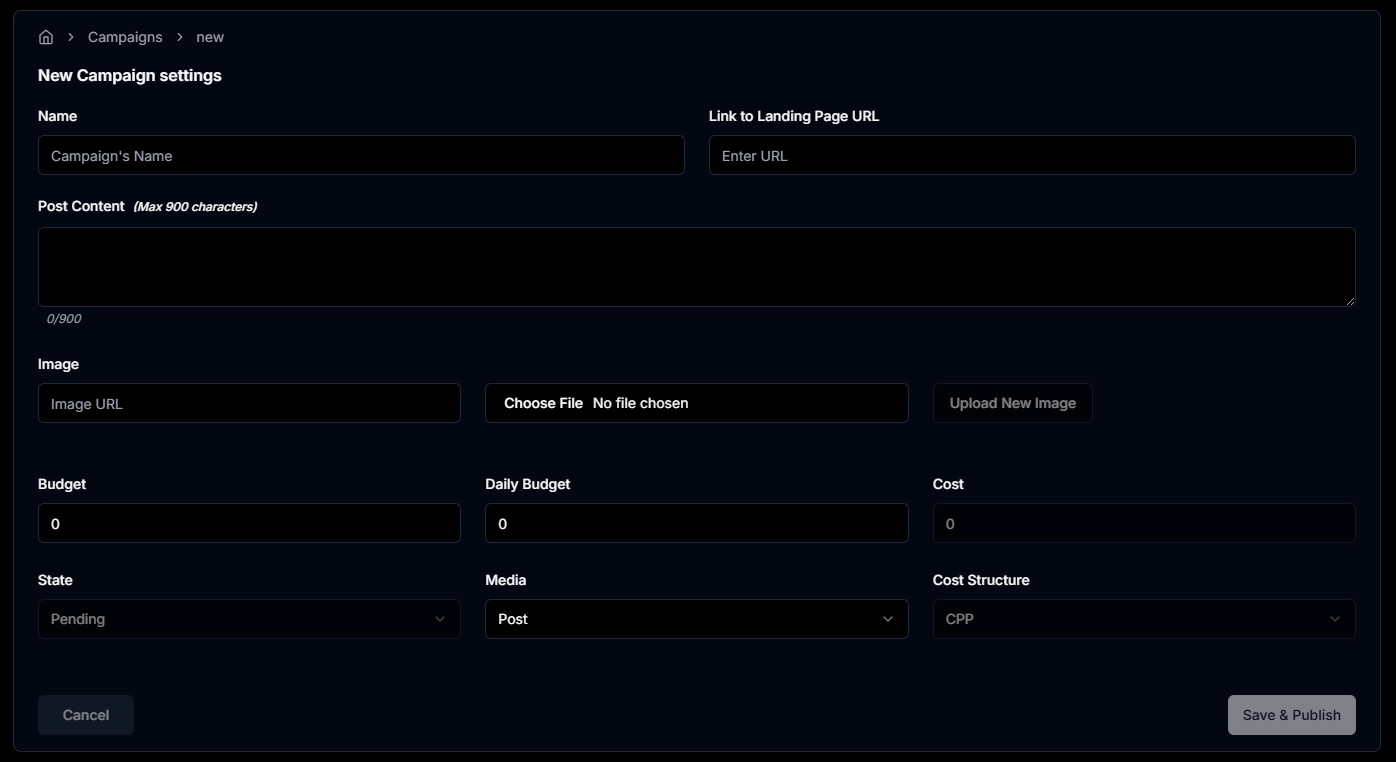 Campaigns new
New Campaign settings
Name Link to Landing Page URL
Campaign's Name Enter URL
Post Content (Max 900 characters)
0/900
Image
Image URL Choose File No file chosen Upload New Image
Budget Daily Budget Cost
0 0 0
State Media Cost Structure
Pending Post CPP
Cancel Save & Publish